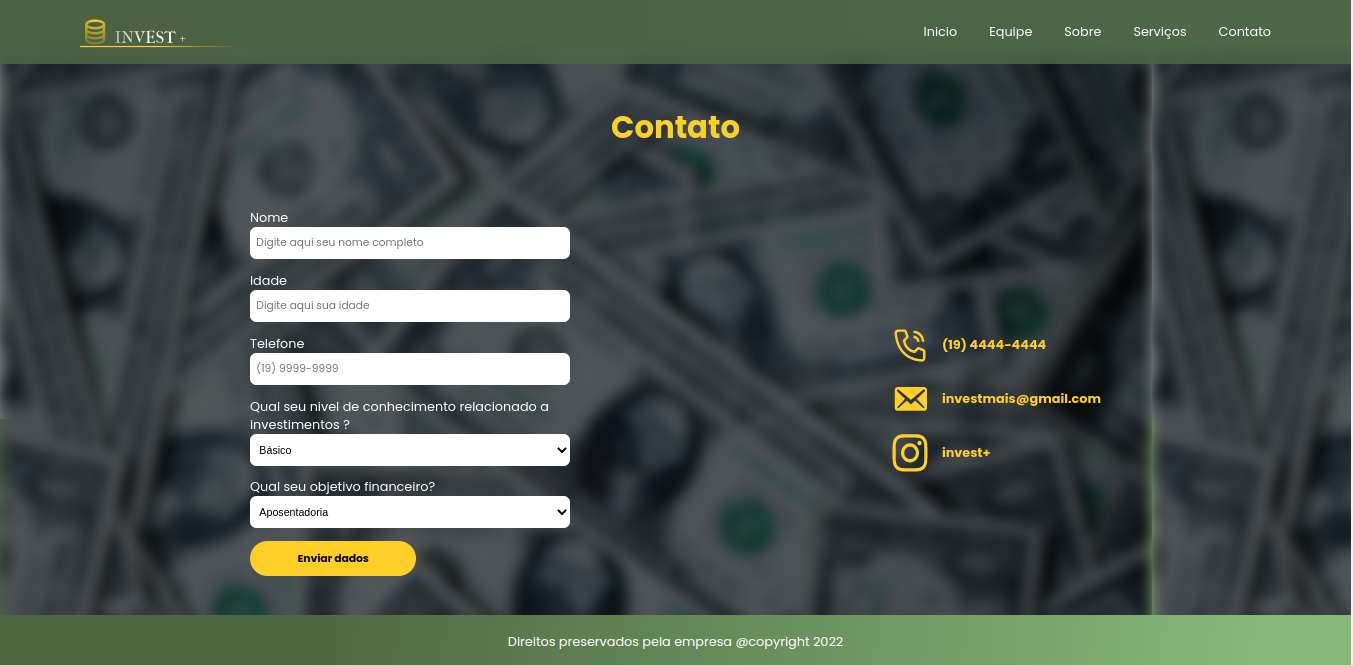 INVEST +
Inicio
Equipe
Sobre
Serviços
Contato
Contato
Nome
Digite aqui seu nome completo
Idade
Digite aqui sua idade
Telefone
(19) 9999-9999
Qual seu nivel de conhecimento relacionado a
investimentos ?
Básico
Qual seu objetivo financeiro?
Aposentadoria
Enviar dados
(19) 4444-4444
investmais@gmail.com
invest+
Direitos preservados pela empresa @copyright 2022